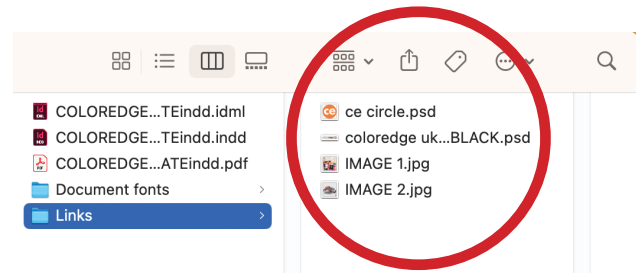 COLOREDGE...TEindd.idml
COLOREDGE...TEindd.indd
COLOREDGE...ATEindd.pdf
Document fonts
Links
ce circle.psd
coloredge uk...BLACK.psd
IMAGE 1.jpg
IMAGE 2.jpg